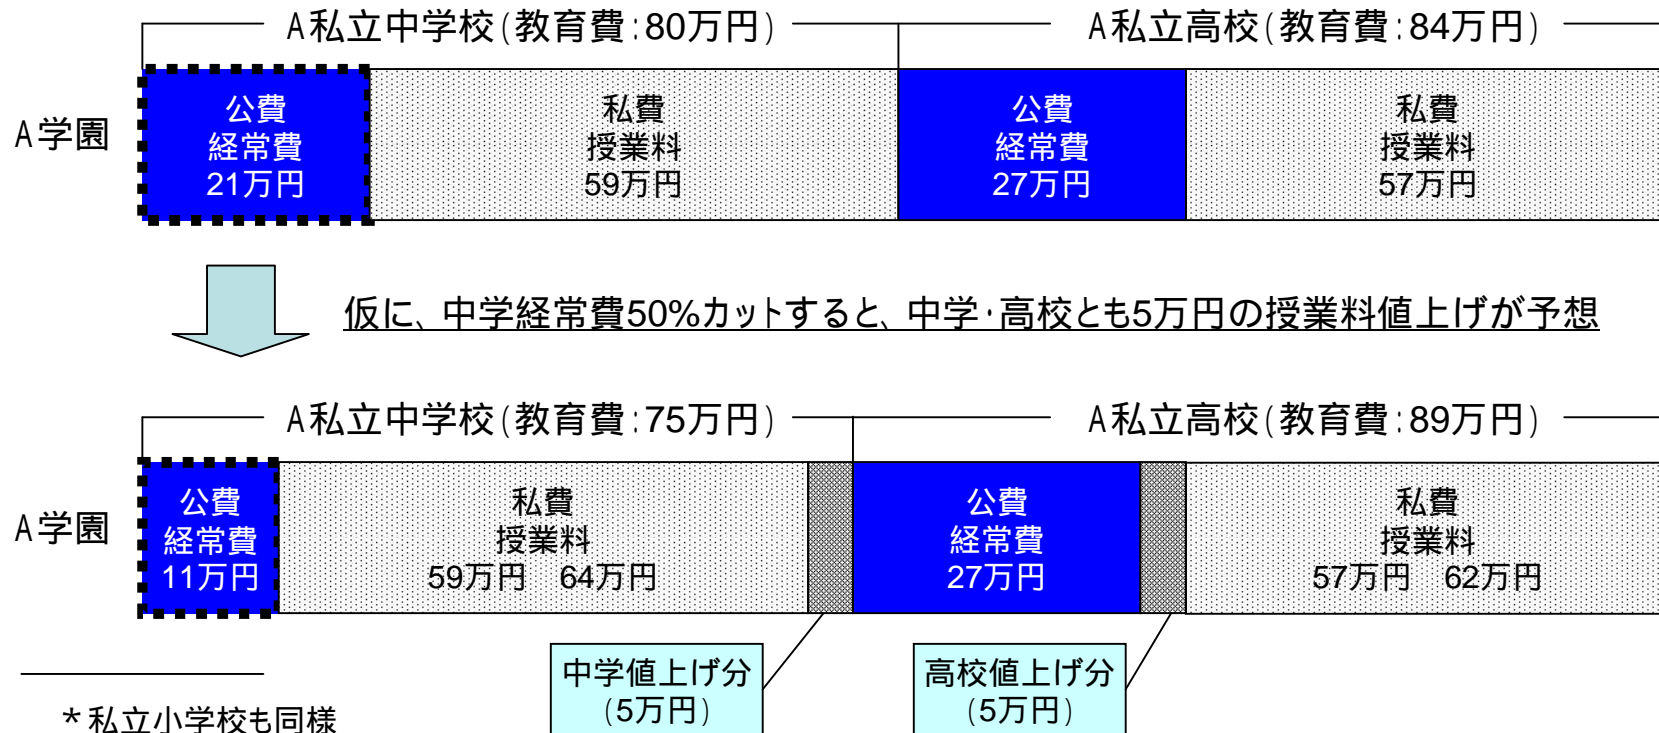 A私立中学校(教育費:80万円)
A私立高校(教育費:84万円)
A学園
公費
経常費
21万円
私費
授業料
59万円
公費
経常費
27万円
私費
授業料
57万円
仮に、中学経常費50%カットすると、中学・高校とも5万円の授業料値上げが予想
A私立中学校(教育費:75万円)
A私立高校(教育費:89万円)
A学園
公費
経常費
11万円
私費
授業料
59万円 64万円
公費
経常費
27万円
私費
授業料
57万円 62万円
中学値上げ分
(5万円)
高校値上げ分
(5万円)
*私立小学校も同様